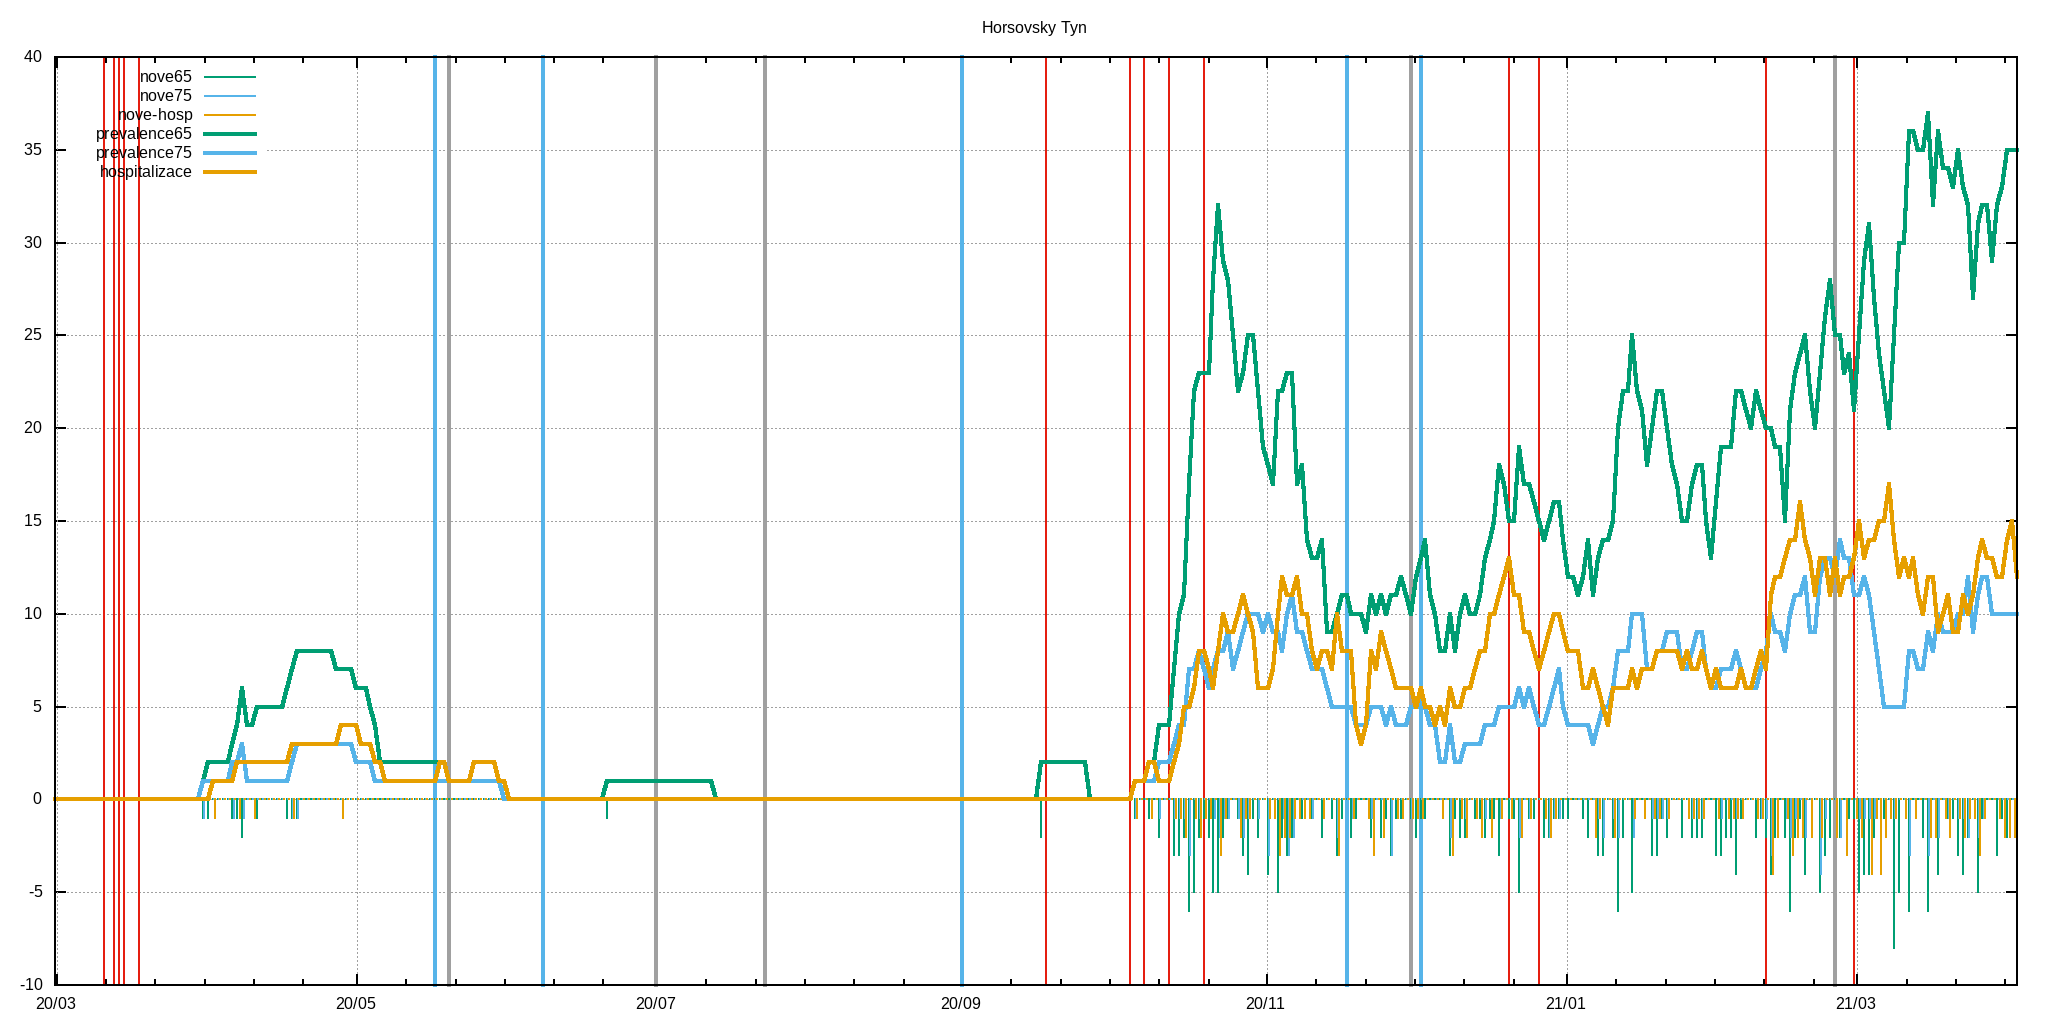 Horsovsky Tyn
40
35
30
25
20
15
10
5
0
-5
-10
nove65
nove75
nove-hosp
prevalence65
prevalence75
hospitalizace
20/03 20/05 20/07 20/09 20/11 21/01 21/03